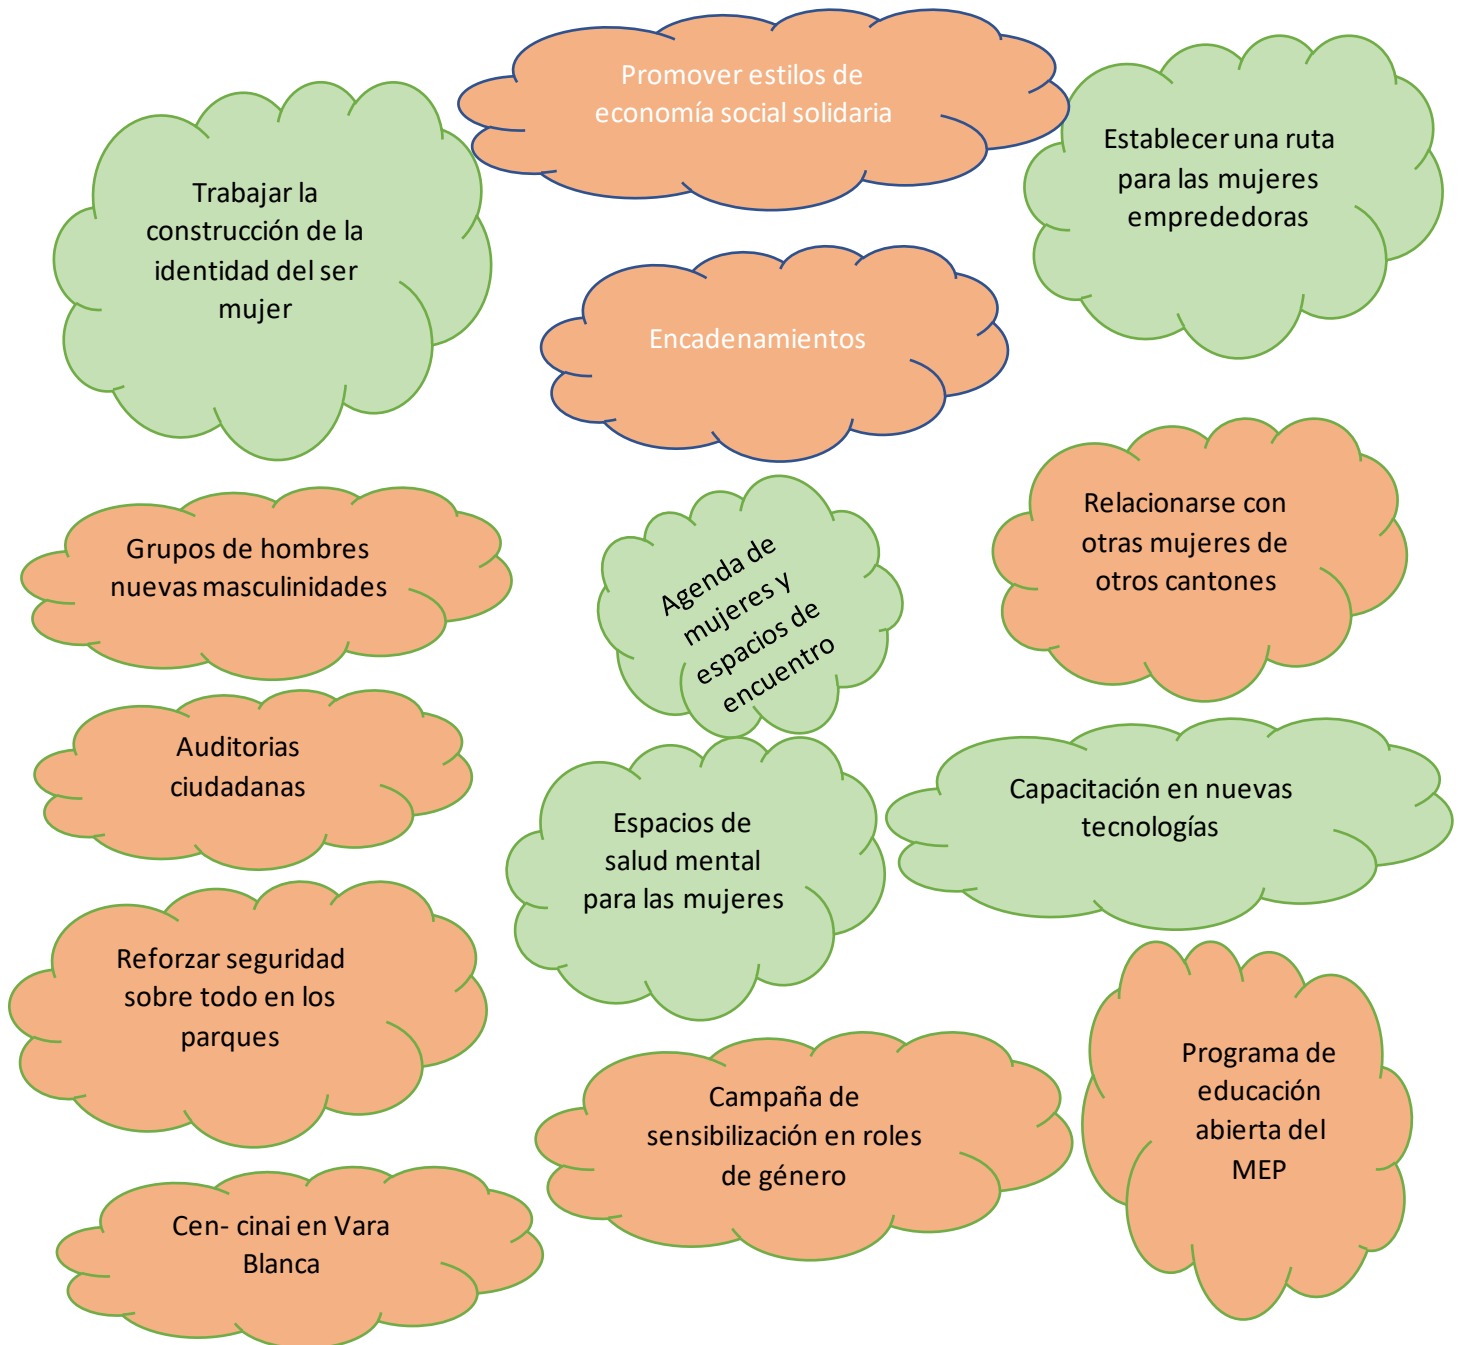 Promover estilos de
economía social solidaria
Trabajar la
construcción de la
identidad del ser
mujer
Establecer una ruta
para las mujeres
emprededoras
Encadenamientos
Grupos de hombres
nuevas masculinidades
Agenda de
mujeres y
espacios de
encuentro
Relacionarse con
otras mujeres de
otros cantones
Auditorias
ciudadanas
Espacios de
salud mental
para las mujeres
Capacitación en nuevas
tecnologías
Reforzar seguridad
sobre todo en los
parques
Campaña de
sensibilización en roles
de género
Programa de
educación
abierta del
MEP
Cen- cinai en Vara
Blanca